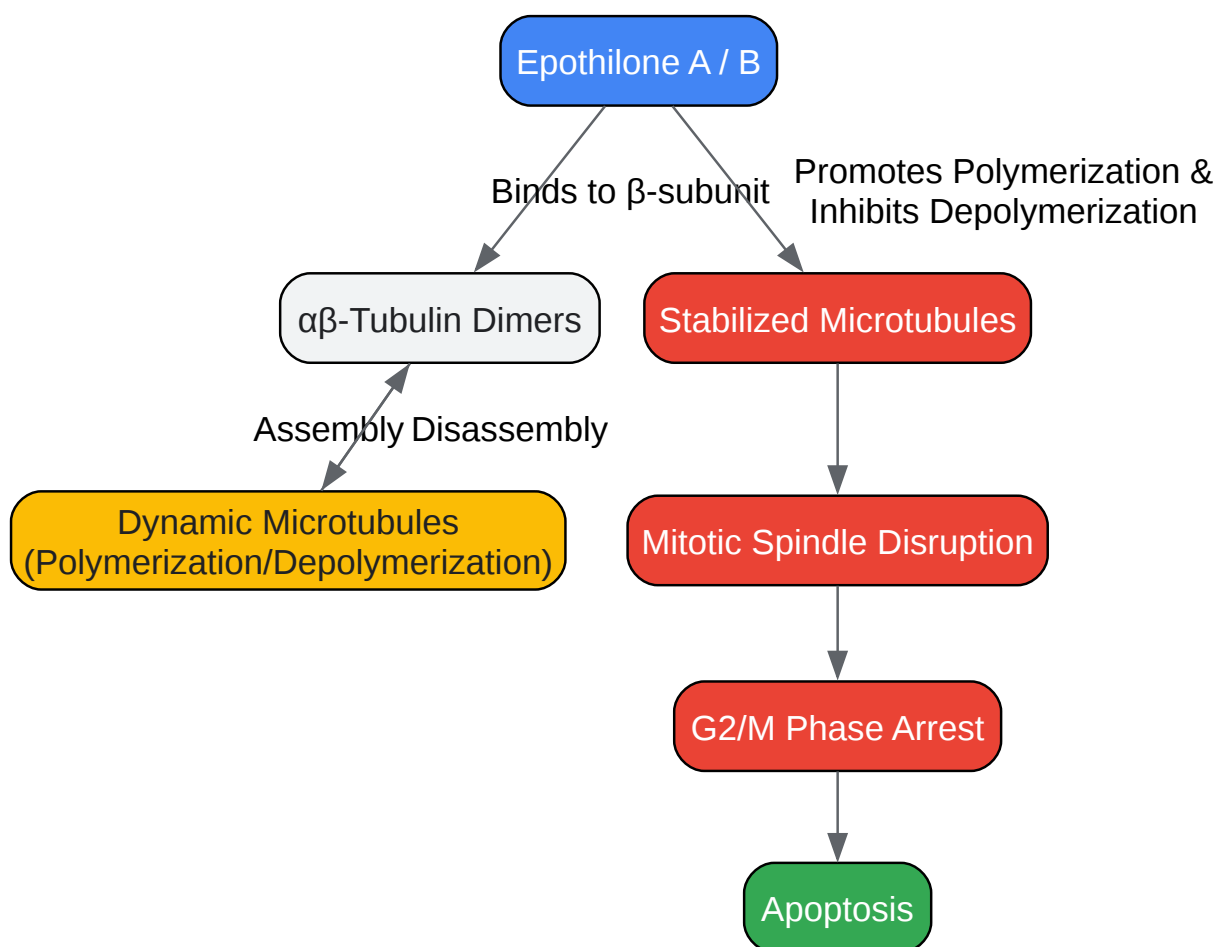 Epothilone A / B
Binds to β-subunit
Promotes Polymerization &
Inhibits Depolymerization
αβ-Tubulin Dimers
Stabilized Microtubules
Assembly Disassembly
Dynamic Microtubules
(Polymerization/Depolymerization)
Mitotic Spindle Disruption
G2/M Phase Arrest
Apoptosis